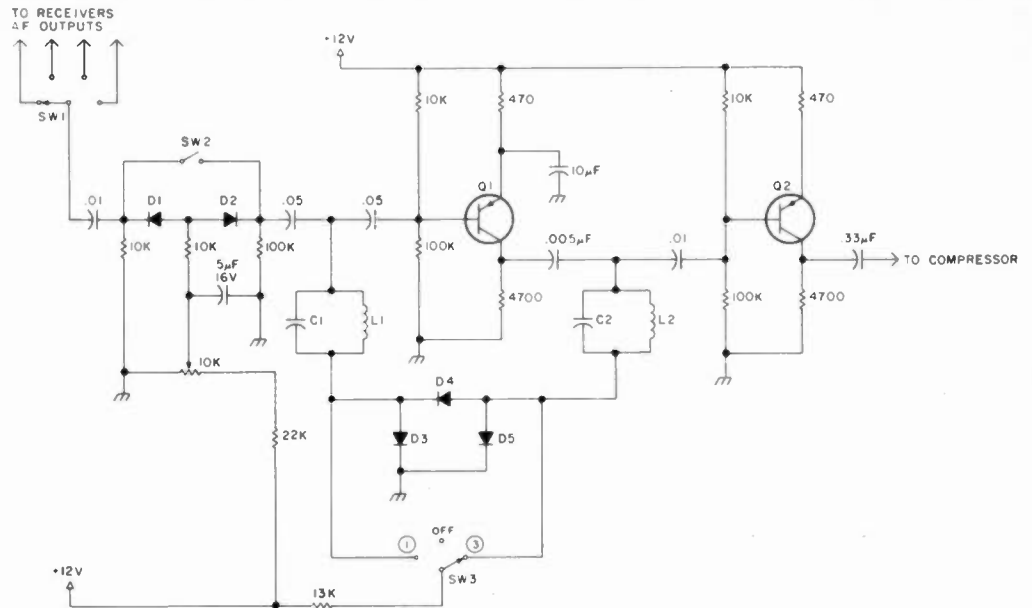 TO RECEIVERS
AF OUTPUTS
SW1
+12V
10K
470
10K
470
SW2
10µF
Q1
Q2
.01
D1
D2
.05
.05
10K
10K
100K
100K
.005µF
.01
100K
.33µF
TO COMPRESSOR
5µF
16V
4700
4700
C1
L1
C2
L2
10K
D4
22K
D3
D5
OFF
1
3
SW3
+12V
13K